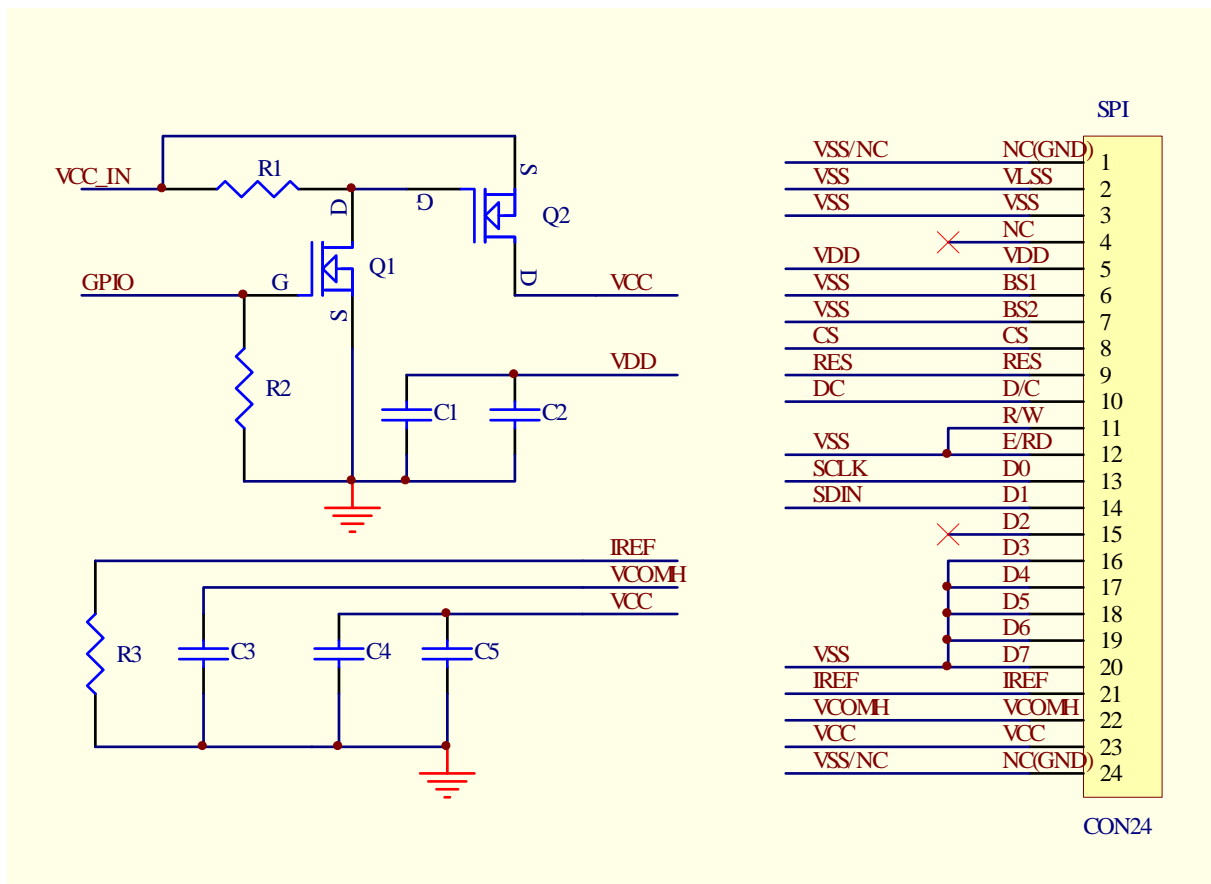 SPI
VCC_IN
R1
D
G
S
Q2
D
VCC
GPIO
G
Q1
S
R2
VDD
C1
C2
IREF
VCOMH
VCC
R3
C3
C4
C5
VSS/NC NC(GND) 1
VSS VLSS 2
VSS VSS 3
NC 4
VDD VDD 5
VSS BS1 6
VSS BS2 7
CS CS 8
RES RES 9
DC D/C 10
R/W 11
VSS E/RD 12
SCLK D0 13
SDIN D1 14
D2 15
D3 16
D4 17
D5 18
D6 19
VSS D7 20
IREF IREF 21
VCOMH VCOMH 22
VCC VCC 23
VSS/NC NC(GND) 24
CON24